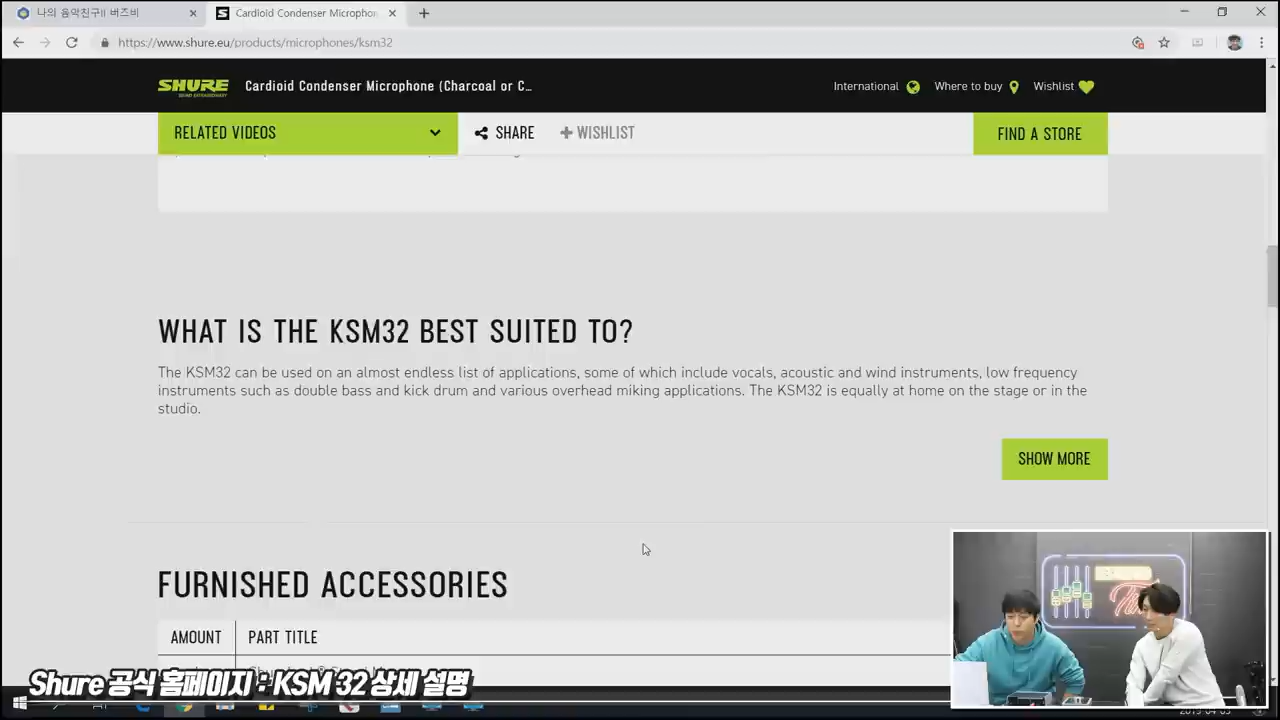 나의 음악친구!! 버즈비
Cardioid Condenser Microphon
https://www.shure.eu/products/microphones/ksm32
SHURE
Cardioid Condenser Microphone (Charcoal or C...
International
Where to buy
Wishlist
RELATED VIDEOS
SHARE
WISHLIST
FIND A STORE
WHAT IS THE KSM32 BEST SUITED TO?
The KSM32 can be used on an almost endless list of applications, some of which include vocals, acoustic and wind instruments, low frequency
instruments such as double bass and kick drum and various overhead miking applications. The KSM32 is equally at home on the stage or in the
studio.
SHOW MORE
FURNISHED ACCESSORIES
AMOUNT
PART TITLE
Shure 공식 홈페이지 : KSM 32 상세 설명